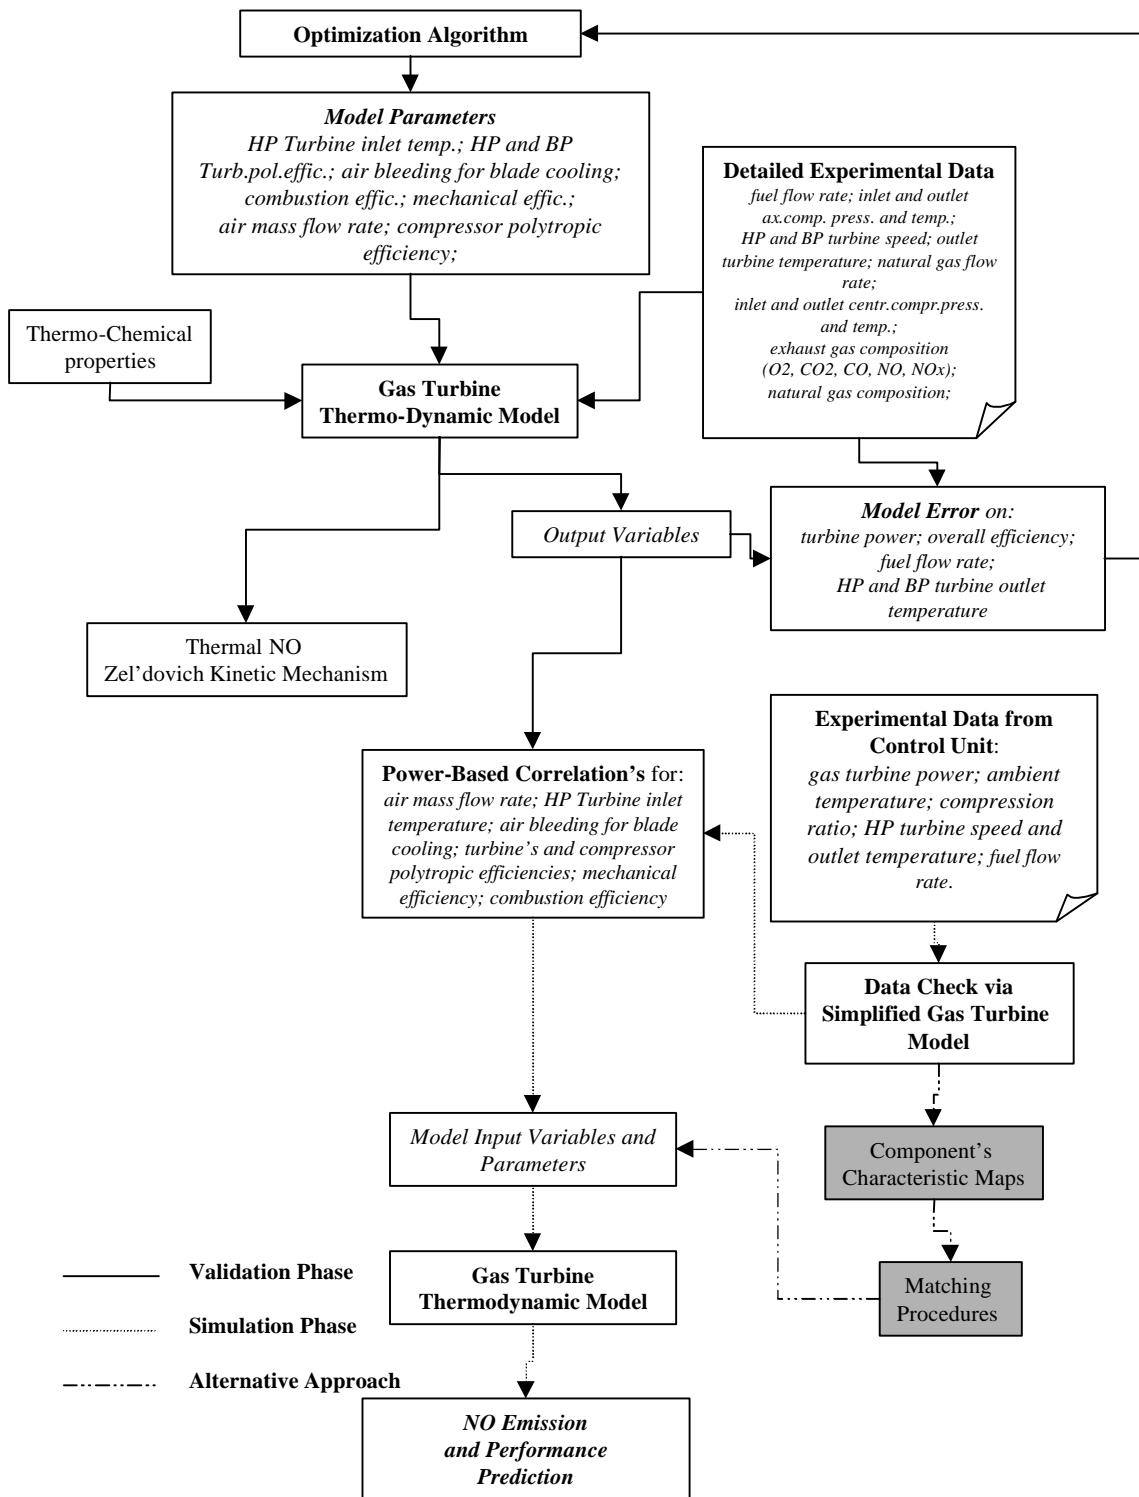 Optimization Algorithm
Model Parameters
HP Turbine inlet temp.; HP and BP
Turb.pol.effic.; air bleeding for blade cooling;
combustion effic.; mechanical effic.;
air mass flow rate; compressor polytropic
efficiency;
Detailed Experimental Data
fuel flow rate; inlet and outlet
ax.comp. press. and temp.;
HP and BP turbine speed; outlet
turbine temperature; natural gas flow
rate;
inlet and outlet centr.compr.press.
and temp.;
exhaust gas composition
(O2, CO2, CO, NO, NOx);
natural gas composition;
Thermo-Chemical
properties
Gas Turbine
Thermo-Dynamic Model
Output Variables
Model Error on:
turbine power; overall efficiency;
fuel flow rate;
HP and BP turbine outlet
temperature
Thermal NO
Zel’dovich Kinetic Mechanism
Power-Based Correlation’s for:
air mass flow rate; HP Turbine inlet
temperature; air bleeding for blade
cooling; turbine’s and compressor
polytropic efficiencies; mechanical
efficiency; combustion efficiency
Experimental Data from
Control Unit:
gas turbine power; ambient
temperature; compression
ratio; HP turbine speed and
outlet temperature; fuel flow
rate.
Data Check via
Simplified Gas Turbine
Model
Model Input Variables and
Parameters
Component’s
Characteristic Maps
Matching
Procedures
Gas Turbine
Thermodynamic Model
Validation Phase
Simulation Phase
Alternative Approach
NO Emission
and Performance
Prediction